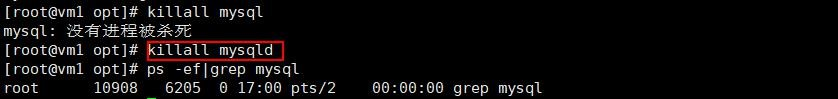 [root@vm1 opt]# killall mysql
mysql: 没有进程被杀死
[root@vm1 opt]# killall mysqld
[root@vm1 opt]# ps -ef|grep mysql
root     10908  6205  0 17:00 pts/2    00:00:00 grep mysql